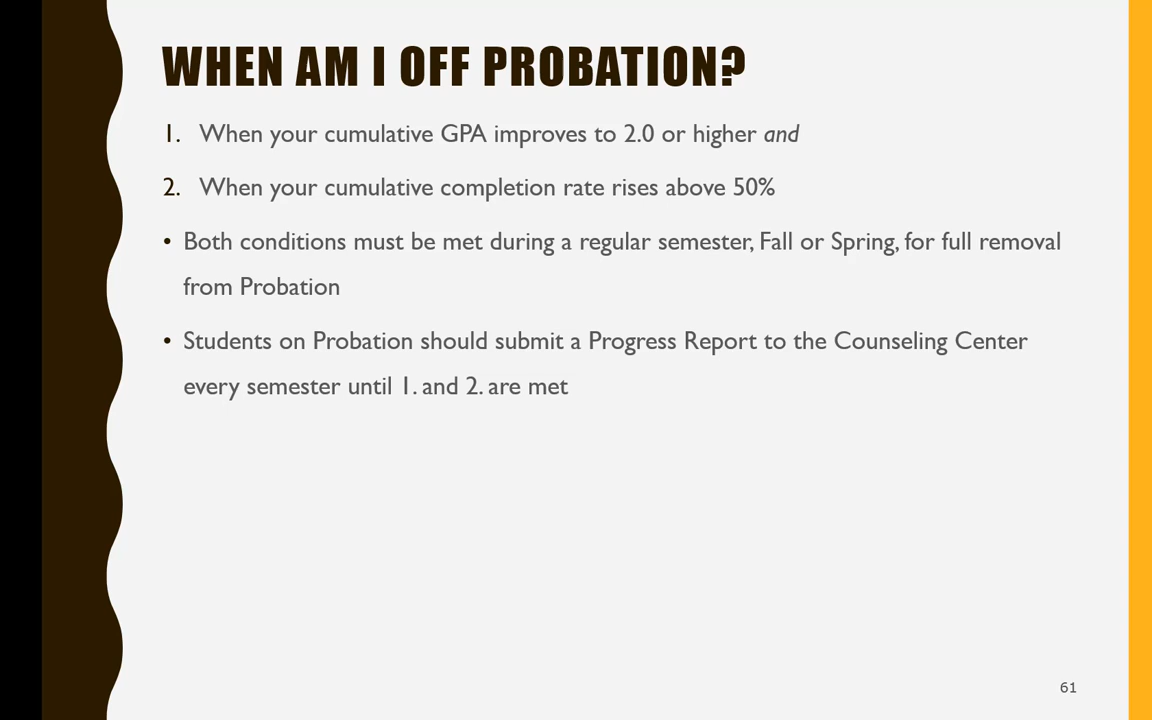 WHEN AM I OFF PROBATION?
1. When your cumulative GPA improves to 2.0 or higher and
2. When your cumulative completion rate rises above 50%
• Both conditions must be met during a regular semester, Fall or Spring, for full removal
from Probation
• Students on Probation should submit a Progress Report to the Counseling Center
every semester until 1. and 2. are met
61